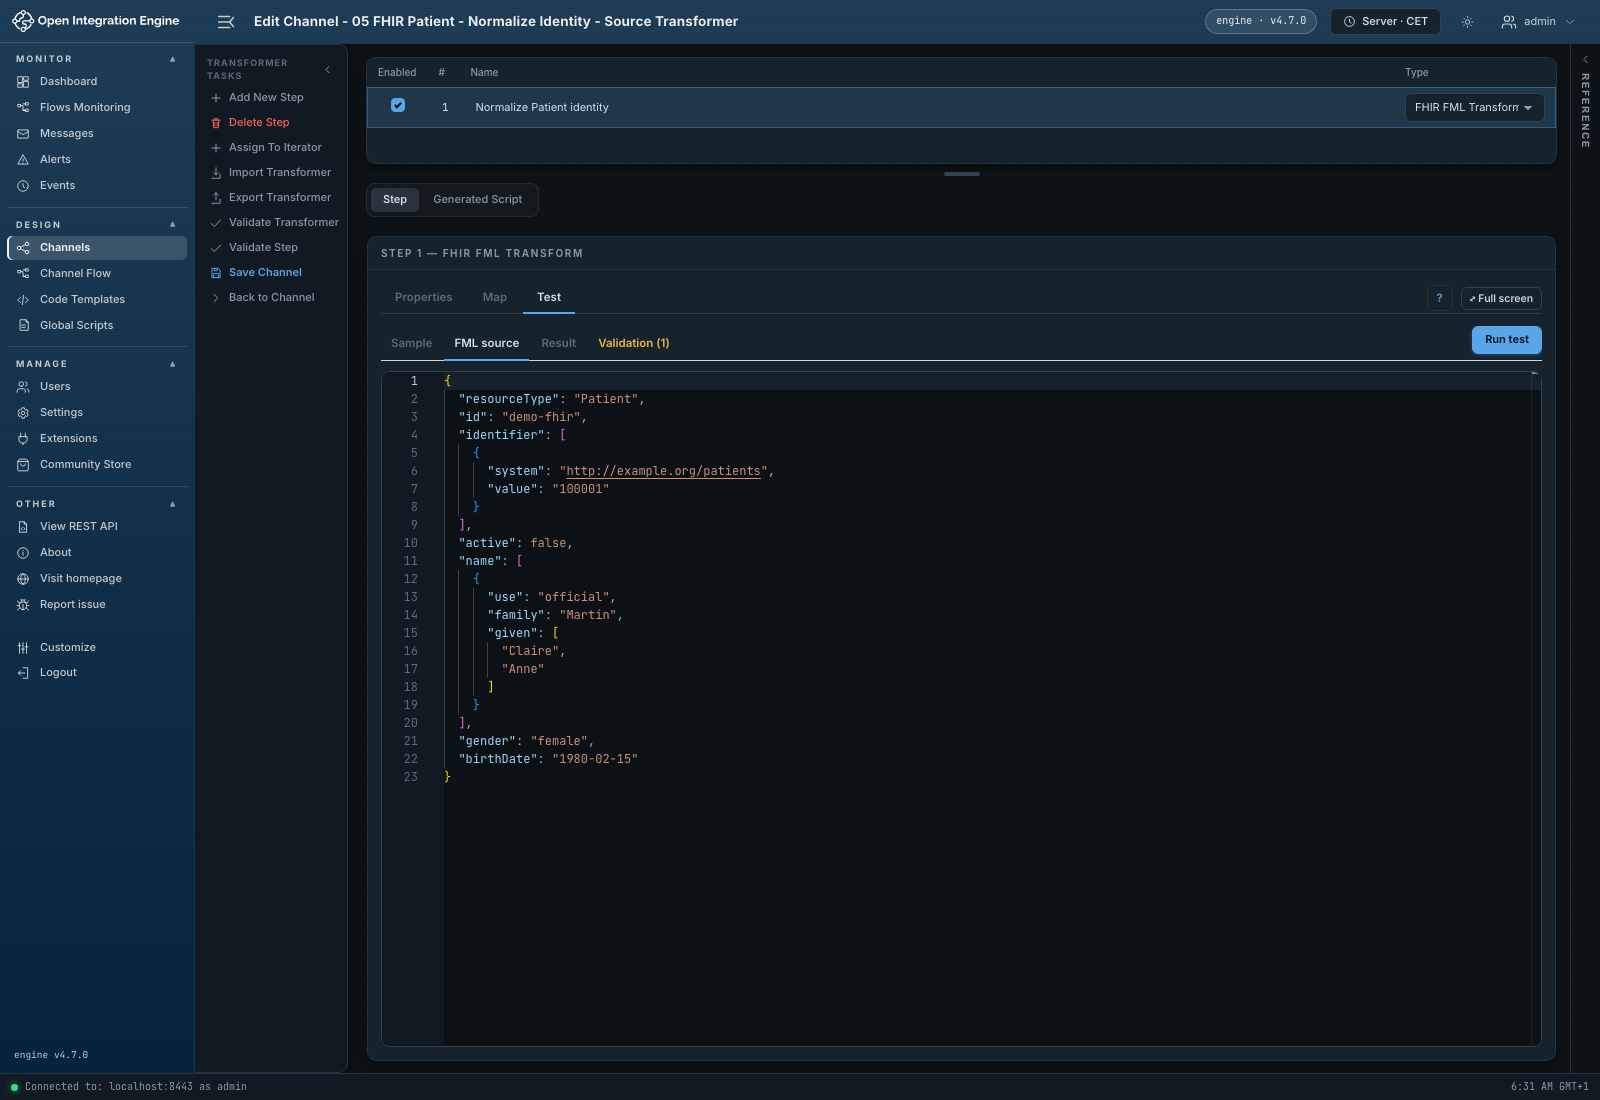 Open Integration Engine
Edit Channel - 05 FHIR Patient - Normalize Identity - Source Transformer
engine · v4.7.0
Server · CET
admin
MONITOR
Dashboard
Flows Monitoring
Messages
Alerts
Events
DESIGN
Channels
Channel Flow
Code Templates
Global Scripts
MANAGE
Users
Settings
Extensions
Community Store
OTHER
View REST API
About
Visit homepage
Report issue
Customize
Logout
engine v4.7.0
TRANSFORMER
TASKS
Add New Step
Delete Step
Assign To Iterator
Import Transformer
Export Transformer
Validate Transformer
Validate Step
Save Channel
Back to Channel
Enabled # Name Type
1 Normalize Patient identity FHIR FML Transform
Step Generated Script
STEP 1 — FHIR FML TRANSFORM
Properties Map Test
? Full screen
Sample FML source Result Validation (1)
Run test
1 {
2 "resourceType": "Patient",
3 "id": "demo-fhir",
4 "identifier": [
5 {
6 "system": "http://example.org/patients",
7 "value": "100001"
8 }
9 ],
10 "active": false,
11 "name": [
12 {
13 "use": "official",
14 "family": "Martin",
15 "given": [
16 "Claire",
17 "Anne"
18 ]
19 }
20 ],
21 "gender": "female",
22 "birthDate": "1980-02-15"
23 }
REFERENCE
Connected to: localhost:8443 as admin
6:31 AM GMT+1